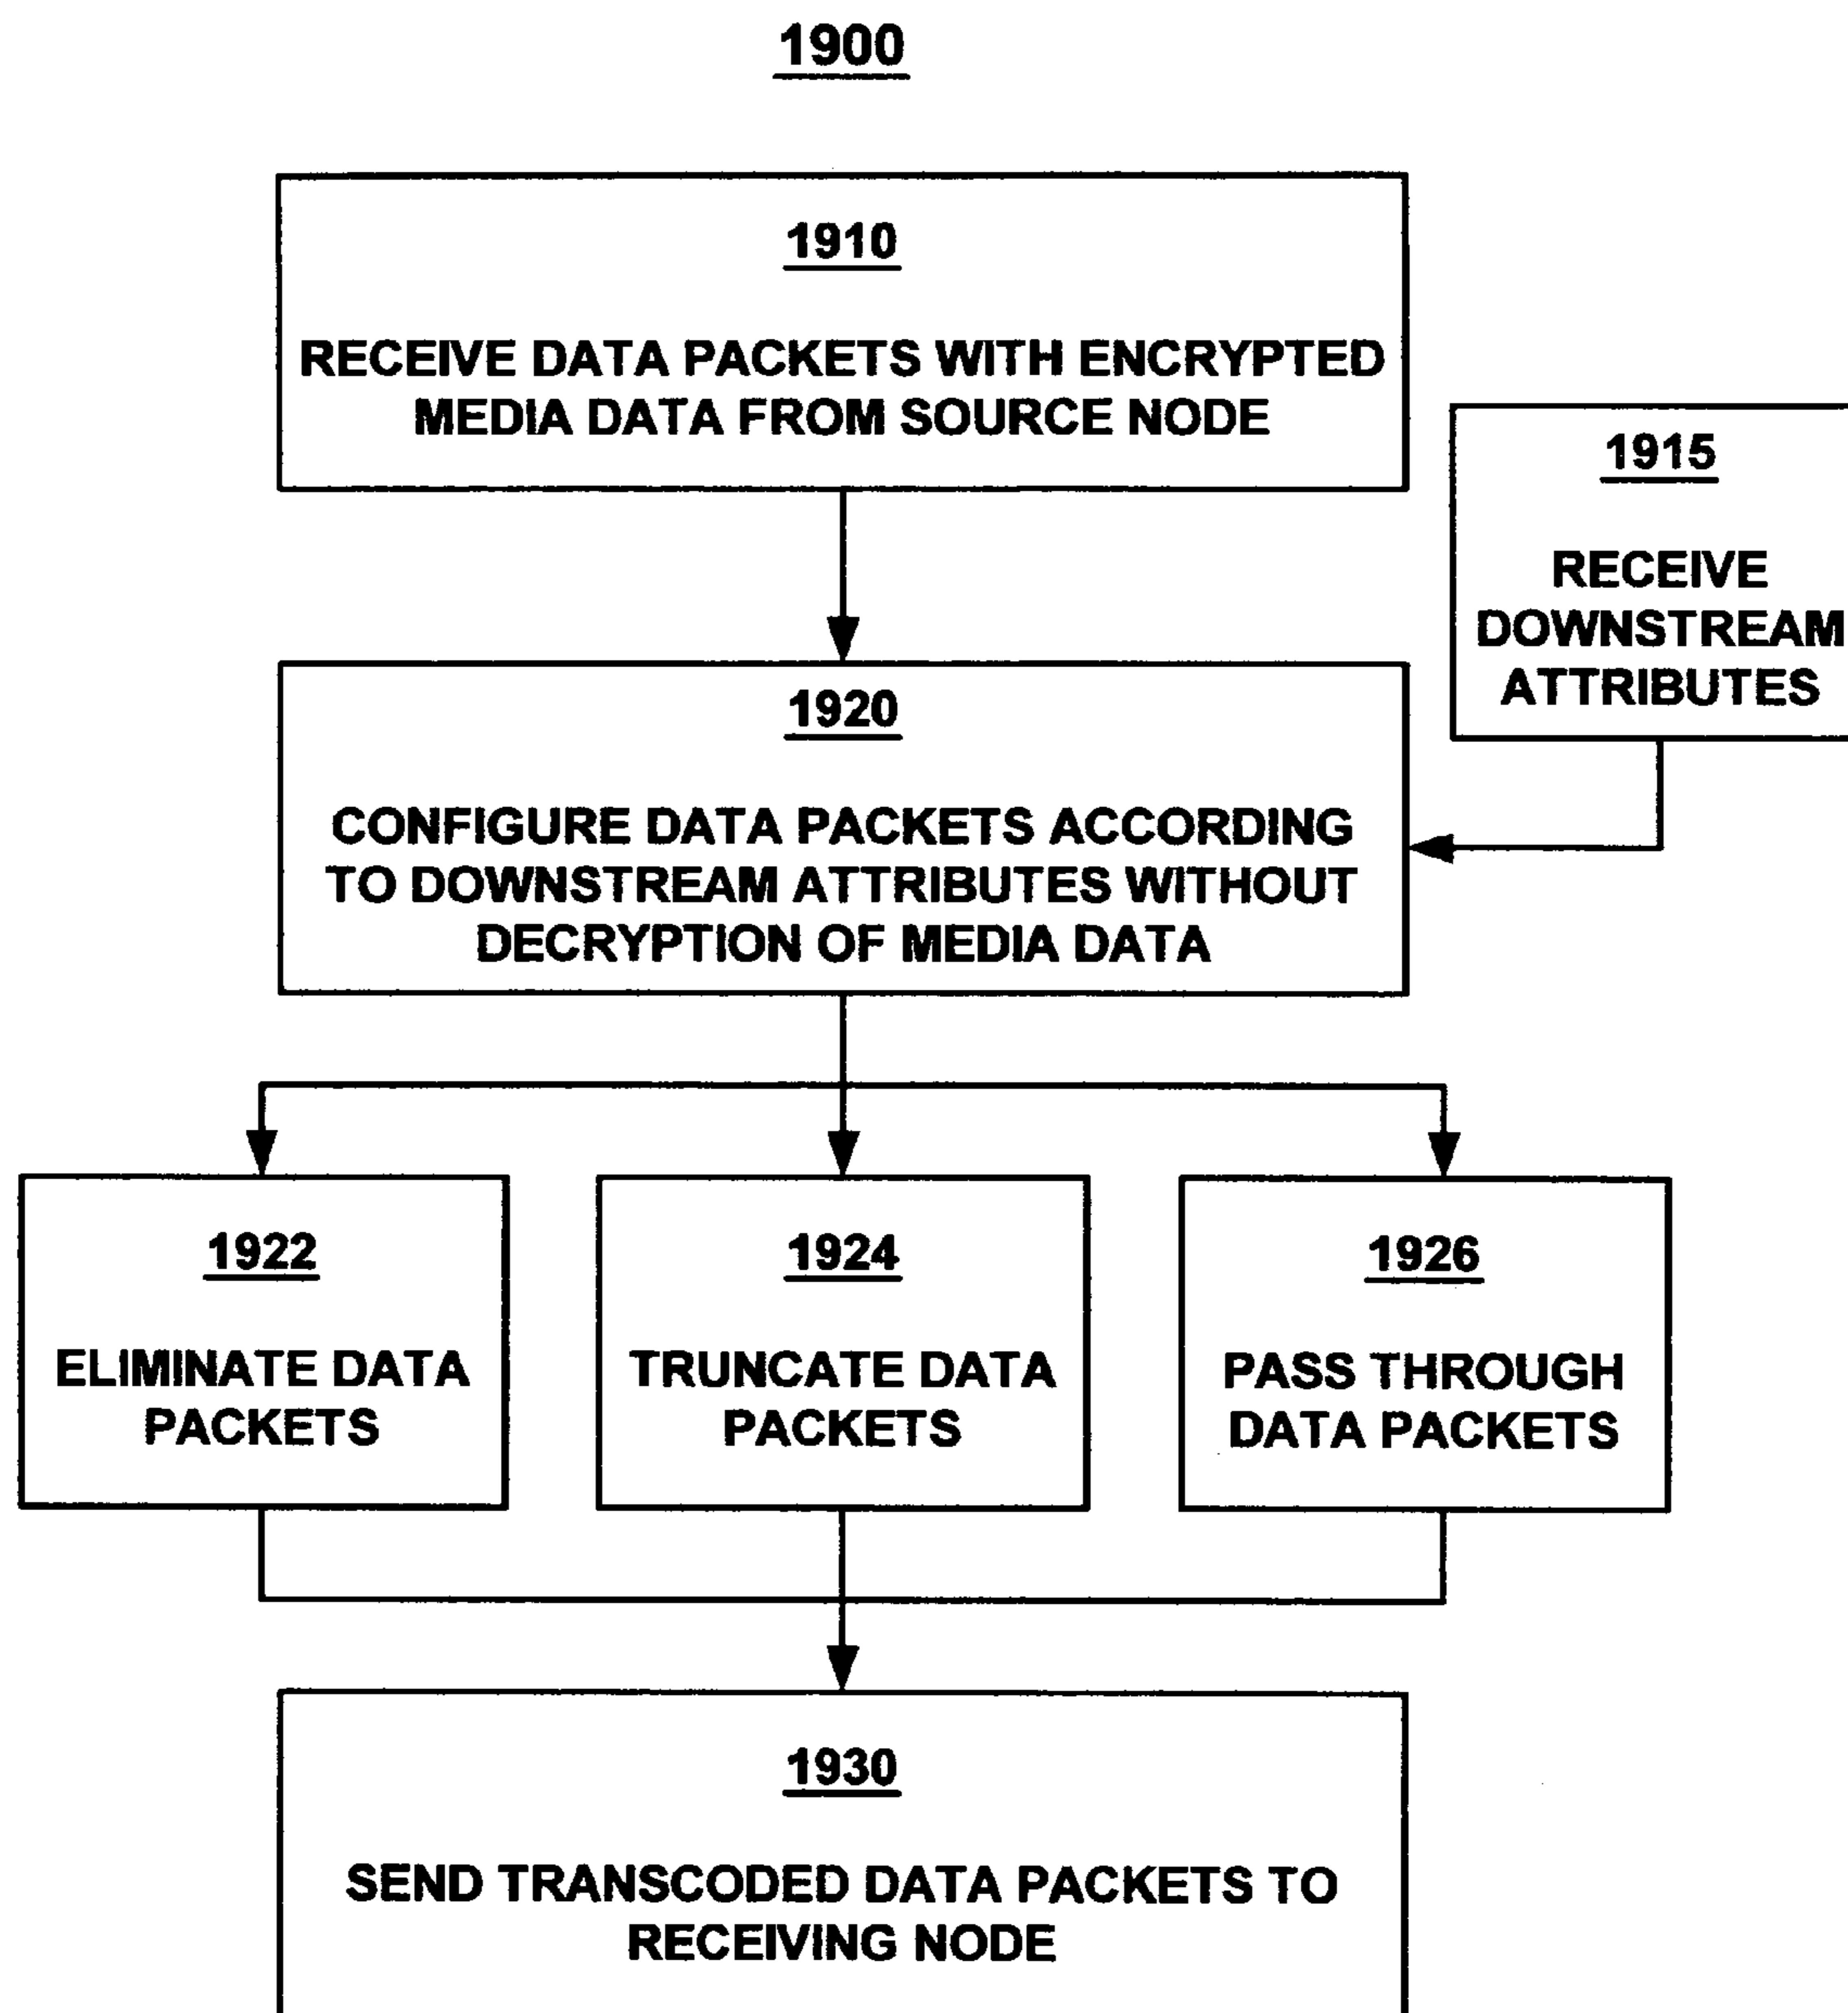 1900
1910
RECEIVE DATA PACKETS WITH ENCRYPTED
MEDIA DATA FROM SOURCE NODE
1915
RECEIVE
DOWNSTREAM
ATTRIBUTES
1920
CONFIGURE DATA PACKETS ACCORDING
TO DOWNSTREAM ATTRIBUTES WITHOUT
DECRYPTION OF MEDIA DATA
1922
ELIMINATE DATA
PACKETS
1924
TRUNCATE DATA
PACKETS
1926
PASS THROUGH
DATA PACKETS
1930
SEND TRANSCODED DATA PACKETS TO
RECEIVING NODE